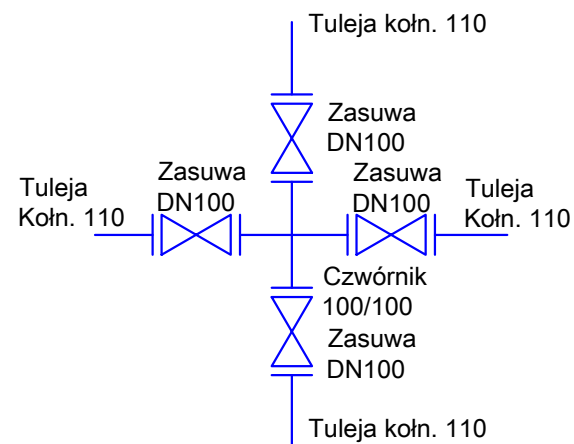 Tuleja kołn. 110
Zasuwa
DN100
Zasuwa
DN100
Zasuwa
DN100
Tuleja
Kołn. 110
Tuleja
Kołn. 110
Czwórnik
100/100
Zasuwa
DN100
Tuleja kołn. 110